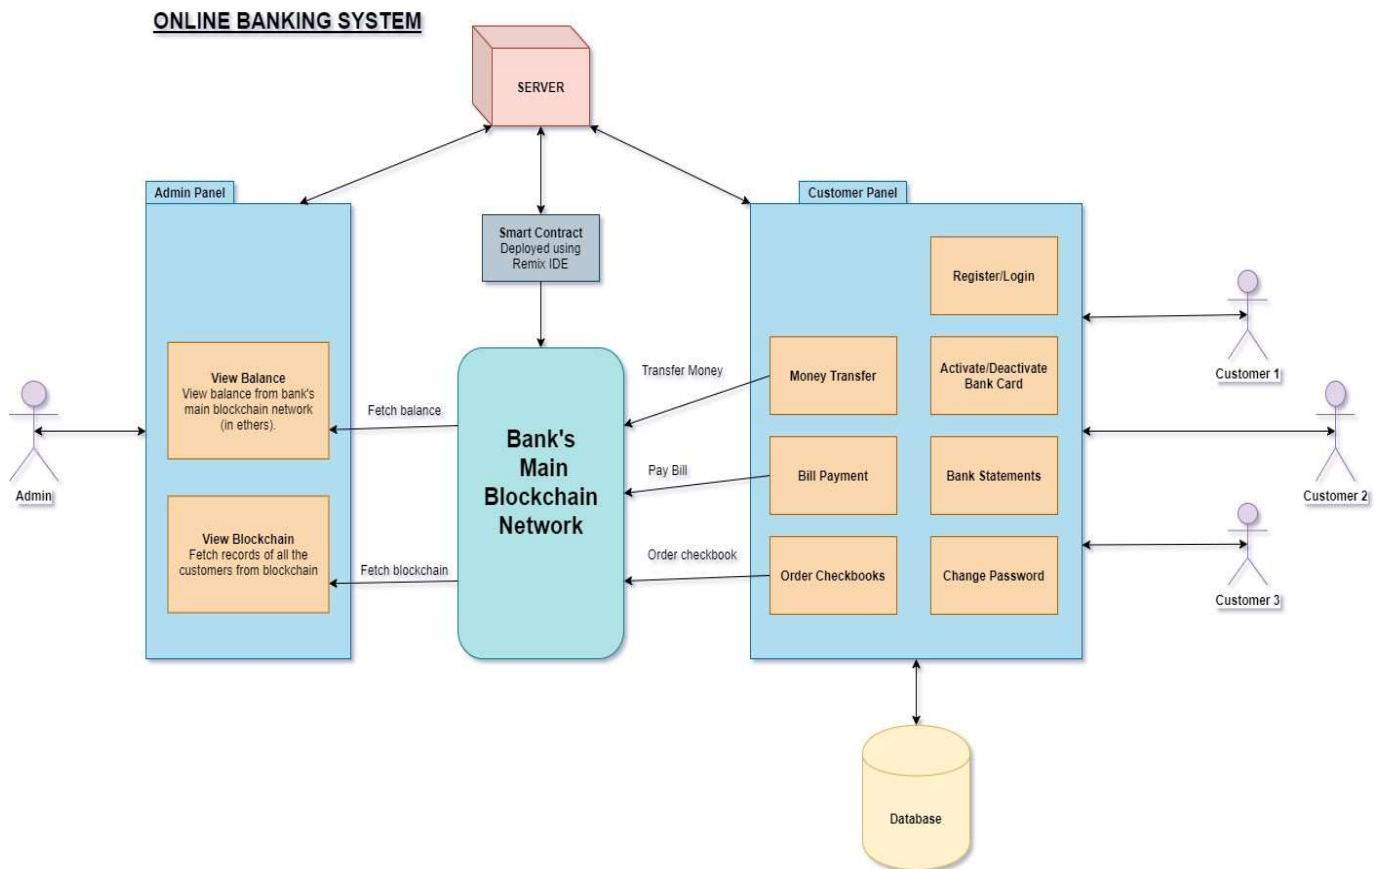 ONLINE BANKING SYSTEM
SERVER
Admin Panel
Customer Panel
Smart Contract
Deployed using
Remix IDE
Register/Login
View Balance
View balance from bank's
main blockchain network
(in ethers).
Fetch balance
Transfer Money
Money Transfer
Activate/Deactivate
Bank Card
Customer 1
Bank's
Main
Blockchain
Network
Pay Bill
Bill Payment
Bank Statements
Admin
Customer 2
View Blockchain
Fetch records of all the
customers from blockchain
Fetch blockchain
Order checkbook
Order Checkbooks
Change Password
Customer 3
Database